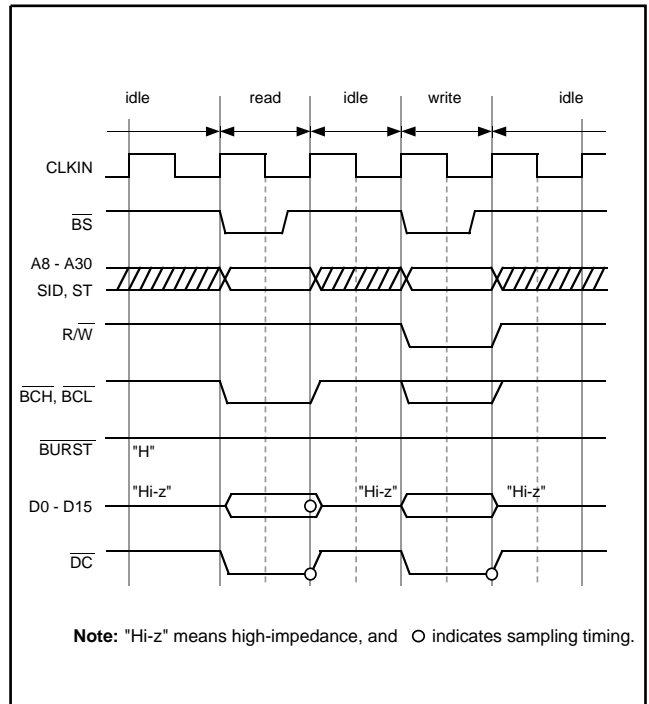 idle read idle write idle
CLKIN
BS
A8 - A30
SID, ST
R/W
BCH, BCL
BURST "H"
"Hi-z" "Hi-z" "Hi-z"
D0 - D15
DC
Note: "Hi-z" means high-impedance, and O indicates sampling timing.